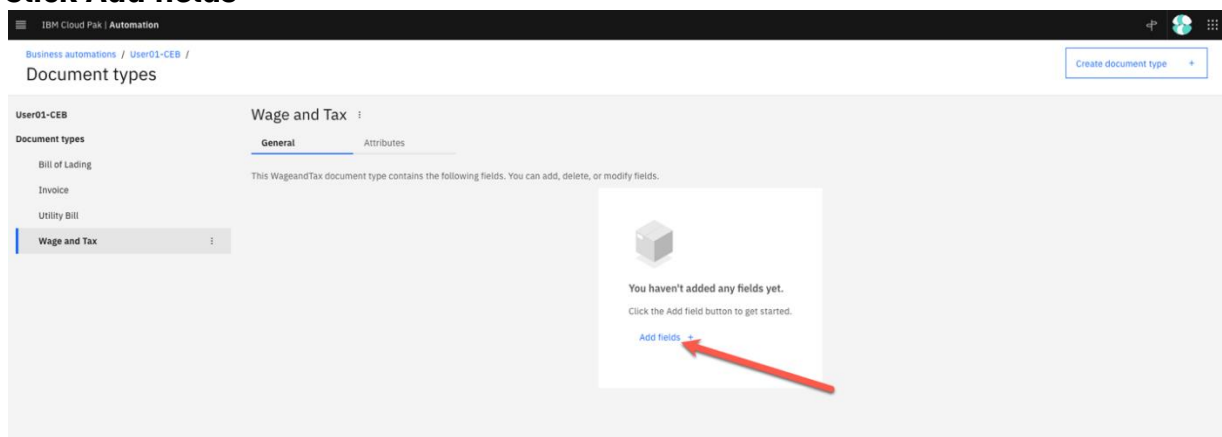 Click Add fields
IBM Cloud Pak | Automation
Business automations / User01-CEB /
Document types
Create document type +
User01-CEB
Document types
Bill of Lading
Invoice
Utility Bill
Wage and Tax
Wage and Tax
General Attributes
This WageandTax document type contains the following fields. You can add, delete, or modify fields.
You haven't added any fields yet.
Click the Add field button to get started.
Add fields +